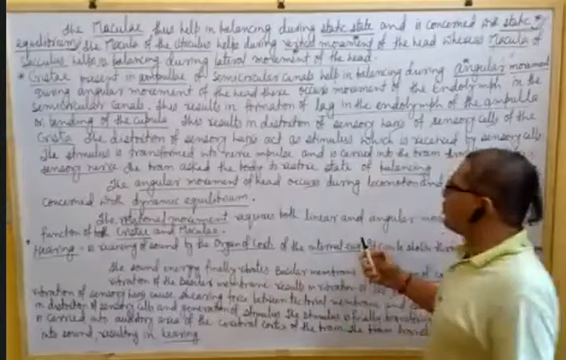 The Maculae thus help in balancing during static state and is concerned with static
equilibrium. The Macula of the utriculus helps during vertical movement of the head whereas Macula of
sacculus helps in balancing during lateral movement of the head.
* Cristae present in ampullae of semicircular canals help in balancing during angular movement
During angular movement of the head there occurs movement of the endolymph in the
semicircular canals. This results in formation of lag in the endolymph of the ampulla
or bending of the cupula. This results in distrotion of sensory hairs of sensory cells of the
Crista. The distrotion of sensory hairs act as stimulus which is received by sensory cells
The stimulus is transformed into nerve impulse and is carried into the brain
sensory nerve. The brain asked the body to restore state of balancing
The angular movement of head occurs during locomotion and
concerned with dynamic equilibrium.
The rotational movement requires both linear and angular
function of both Cristae and Maculae.
* Hearing - is receiving of sound by the Organ of Corti of the internal ear. It can be
The sound energy finally vibrates Basilar membrane
vibration of the basilar membrane results in vibration of
vibration of sensory hairs cause shearing force between tectorial membrane and
in distrotion of sensory cells and generation of stimulus. The stimulus is finally
is carried into auditory area of the cerebral cortex of the brain. The brain
into sound, resulting in hearing